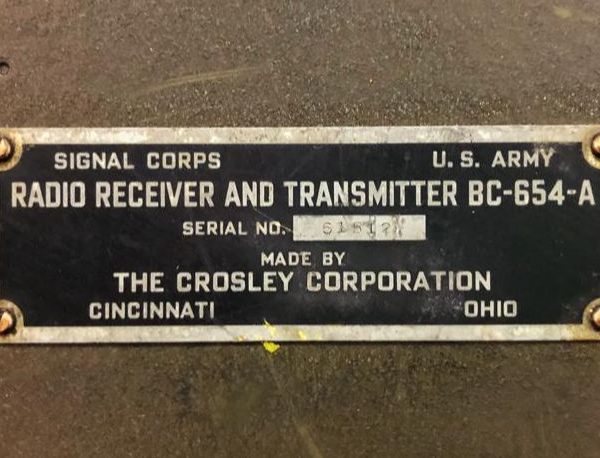 SIGNAL CORPS U. S. ARMY
RADIO RECEIVER AND TRANSMITTER BC-654-A
SERIAL NO.
MADE BY
THE CROSLEY CORPORATION
CINCINNATI OHIO